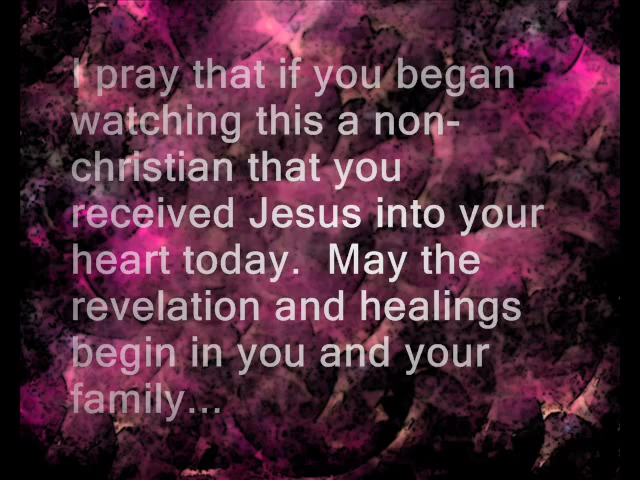 I pray that if you began
watching this a non-
christian that you
received Jesus into your
heart today.  May the
revelation and healings
begin in you and your
family...